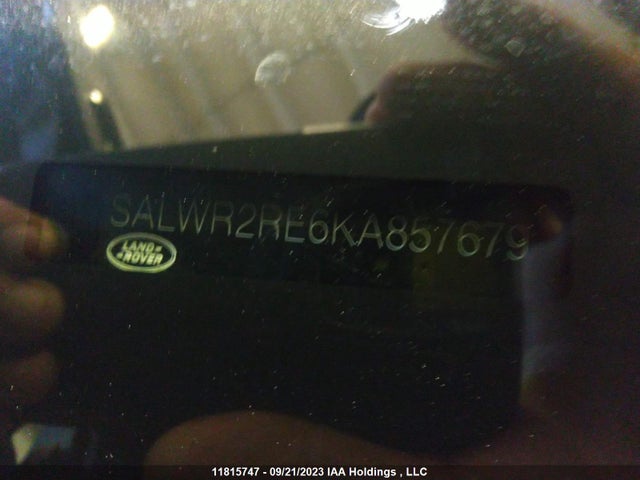 SALWR2RE6KA857679
LAND
ROVER
11815747 - 09/21/2023 IAA Holdings , LLC